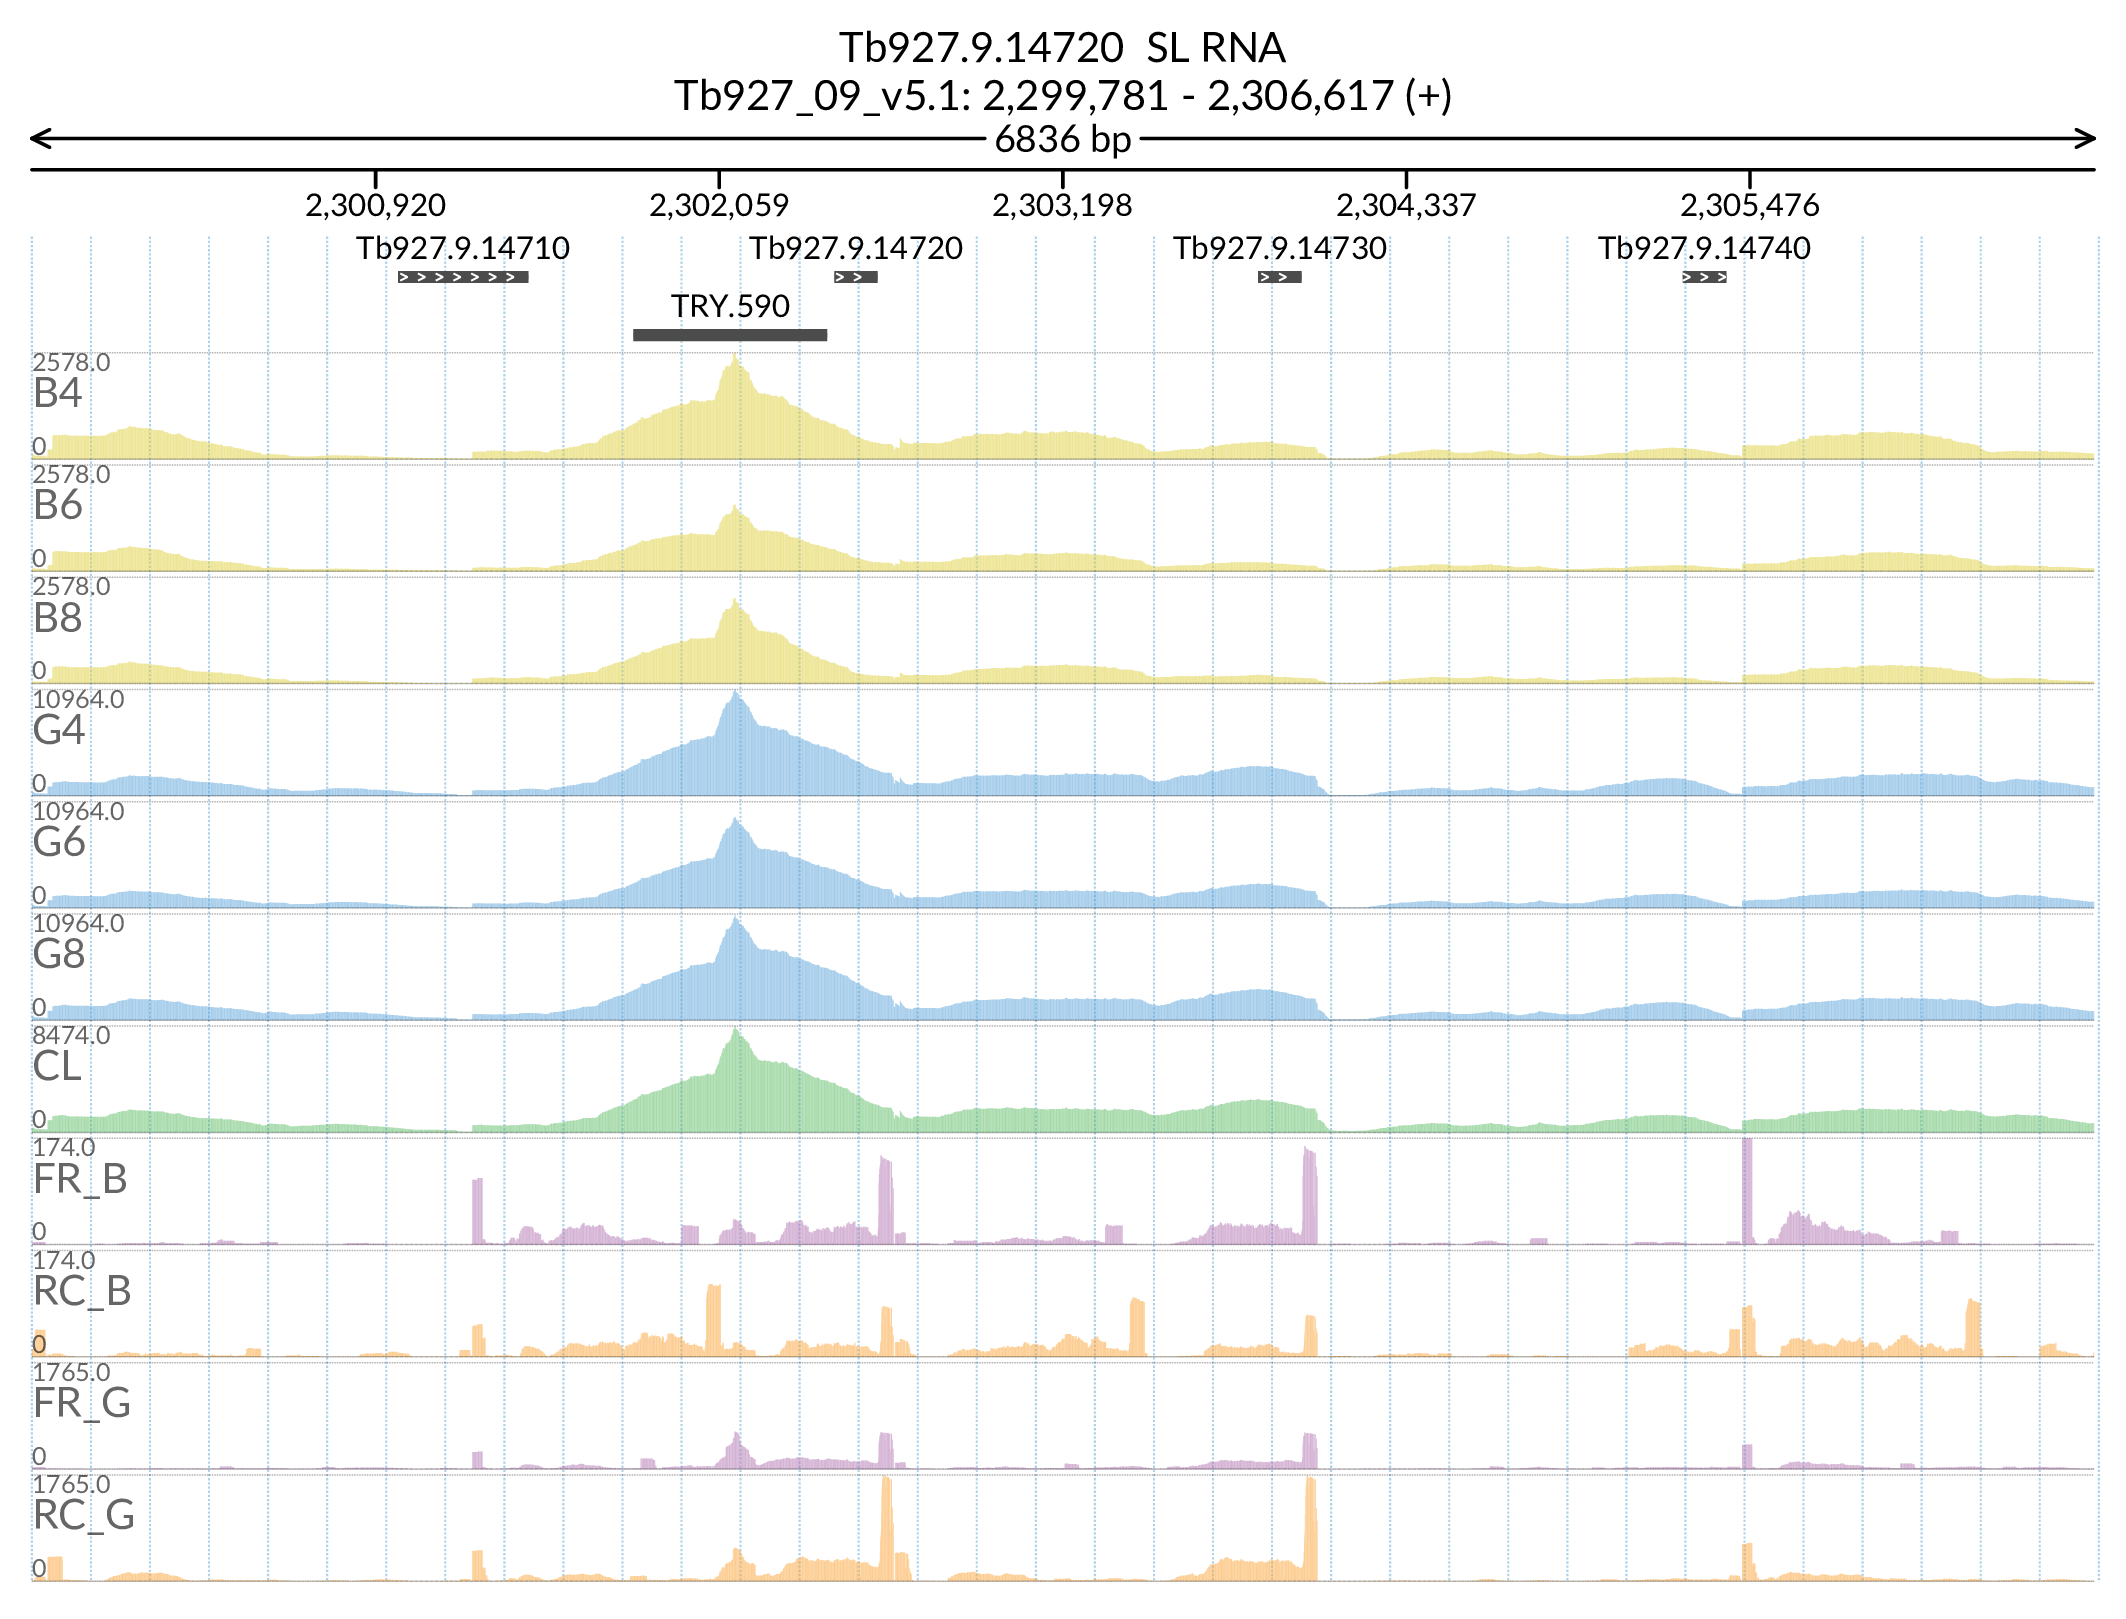 Tb927.9.14720 SL RNA
Tb927_09_v5.1: 2,299,781 - 2,306,617 (+)
6836 bp
2,300,920 2,302,059 2,303,198 2,304,337 2,305,476
Tb927.9.14710 Tb927.9.14720 Tb927.9.14730 Tb927.9.14740
TRY.590
2578.0
B4
0
2578.0
B6
0
2578.0
B8
0
10964.0
G4
0
10964.0
G6
0
10964.0
G8
0
8474.0
CL
0
174.0
FR_B
0
174.0
RC_B
0
1765.0
FR_G
0
1765.0
RC_G
0